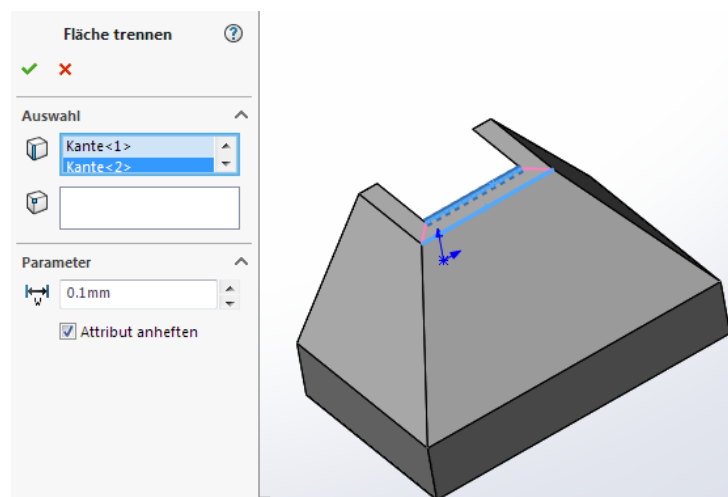 Fläche trennen
Auswahl
Kante<1>
Kante<2>
Parameter
0.1mm
Attribut anheften